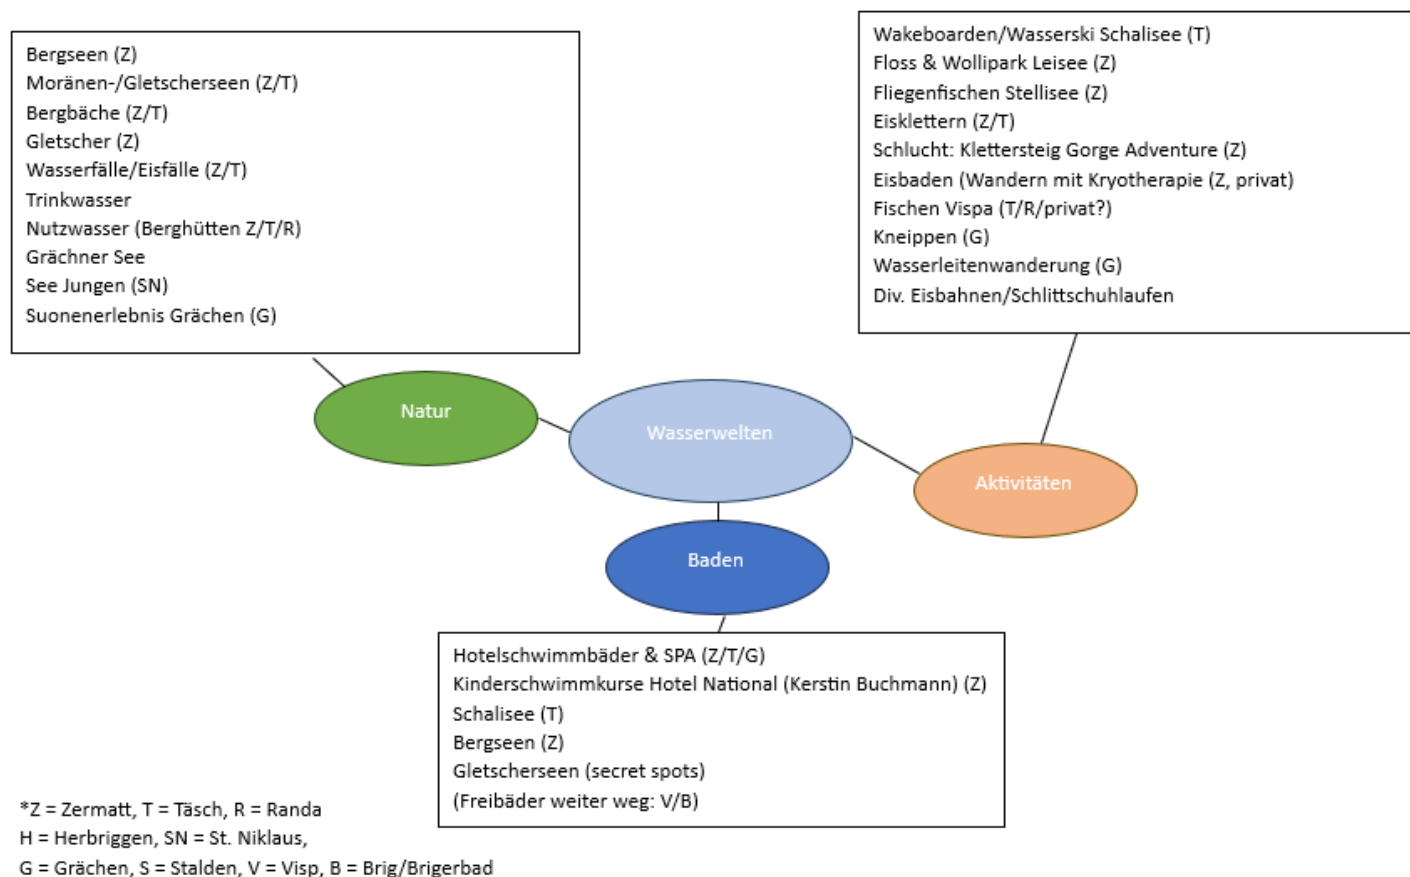 Bergseen (Z)
Moränen-/Gletscherseen (Z/T)
Bergbäche (Z/T)
Gletscher (Z)
Wasserfälle/Eisfälle (Z/T)
Trinkwasser
Nutzwasser (Berghütten Z/T/R)
Grächner See
See Jungen (SN)
Suonenerlebnis Grächen (G)
Wakeboarden/Wasserski Schalisee (T)
Floss & Wollipark Leisee (Z)
Fliegenfischen Stellisee (Z)
Eisklettern (Z/T)
Schlucht: Klettersteig Gorge Adventure (Z)
Eisbaden (Wandern mit Kryotherapie (Z, privat)
Fischen Vispa (T/R/privat?)
Kneippen (G)
Wasserleitenwanderung (G)
Div. Eisbahnen/Schlittschuhlaufen
Natur
Wasserwelten
Aktivitäten
Baden
Hotelschwimmbäder & SPA (Z/T/G)
Kinderschwimmkurse Hotel National (Kerstin Buchmann) (Z)
Schalisee (T)
Bergseen (Z)
Gletscherseen (secret spots)
(Freibäder weiter weg: V/B)
*Z = Zermatt, T = Täsch, R = Randa
H = Herbriggen, SN = St. Niklaus,
G = Grächen, S = Stalden, V = Visp, B = Brig/Brigerbad